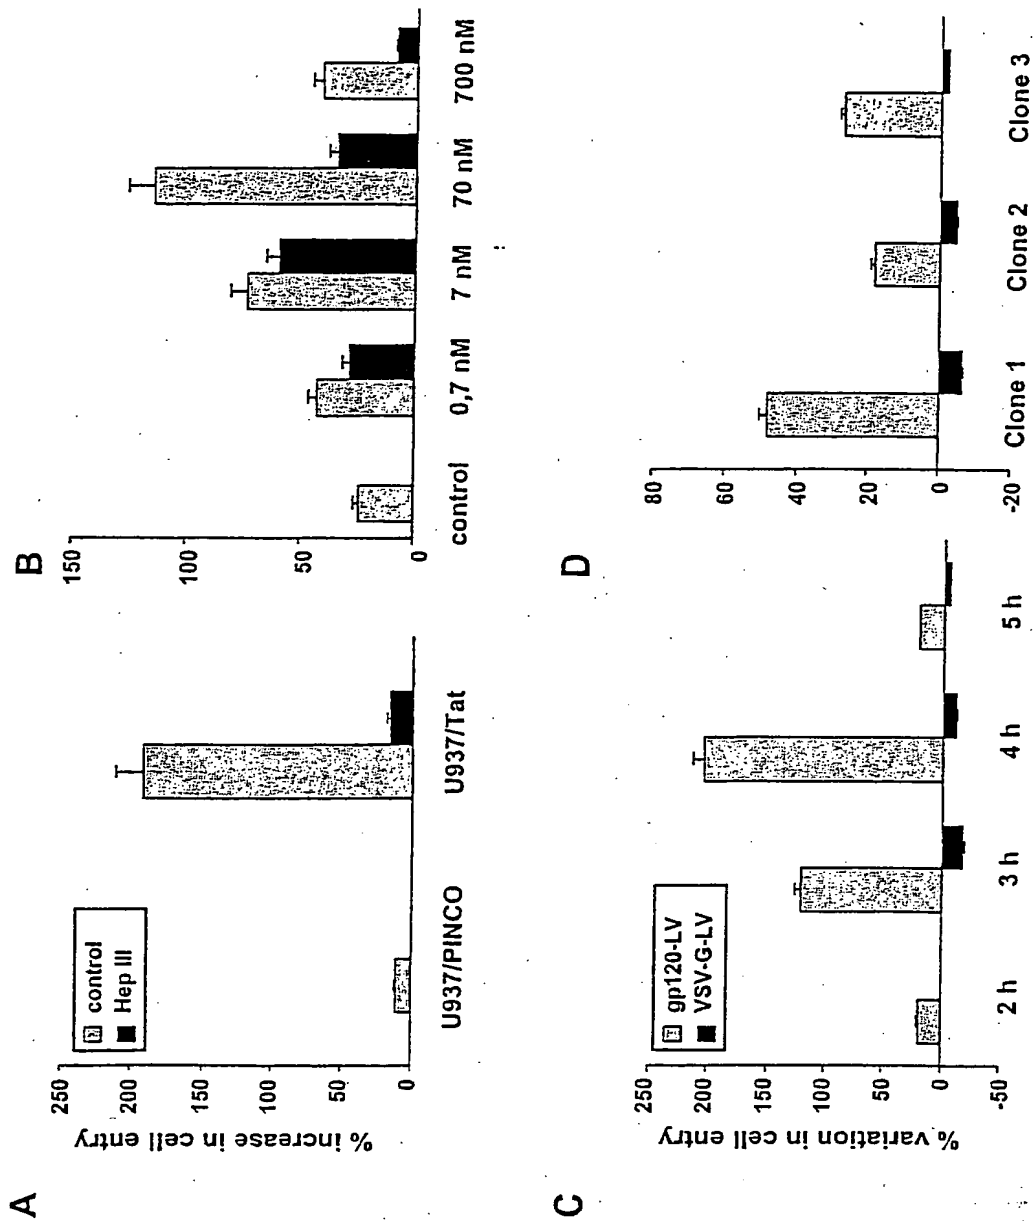 A
% increase in cell entry
250
200
150
100
50
0
control
Hep III
U937/PINCO
U937/Tat
B
150
100
50
0
control
0,7 nM
7 nM
70 nM
700 nM
C
% variation in cell entry
250
200
150
100
50
0
-50
gp120-LV
VSV-G-LV
2 h
3 h
4 h
5 h
D
80
60
40
20
0
-20
Clone 1
Clone 2
Clone 3